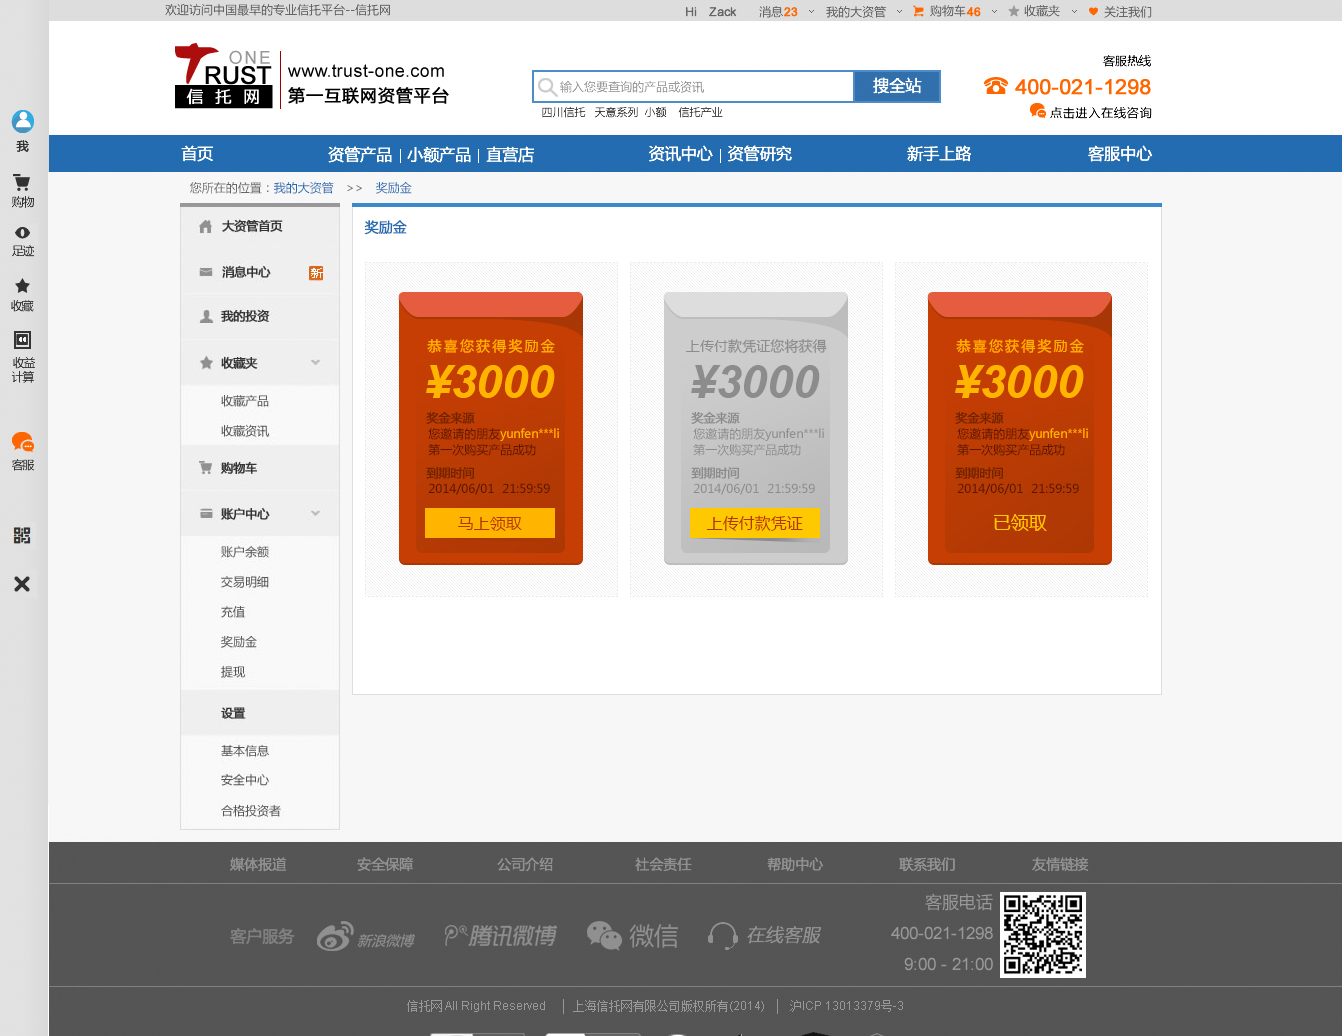 欢迎访问中国最早的专业信托平台--信托网
Hi Zack 消息23 我的大资管 购物车46 收藏夹 关注我们
ONE
TRUST
信托网
www.trust-one.com
第一互联网资管平台
输入您要查询的产品或资讯
搜全站
四川信托 天意系列 小额 信托产业
客服热线
400-021-1298
点击进入在线咨询
首页 资管产品 | 小额产品 | 直营店 资讯中心 | 资管研究 新手上路 客服中心
您所在的位置：我的大资管 >> 奖励金
我
购物
足迹
收藏
收益
计算
客服
大资管首页
消息中心 新
我的投资
收藏夹
收藏产品
收藏资讯
购物车
账户中心
账户余额
交易明细
充值
奖励金
提现
设置
基本信息
安全中心
合格投资者
奖励金
恭喜您获得奖励金
¥3000
奖金来源
您邀请的朋友yunfen***li
第一次购买产品成功
到期时间
2014/06/01 21:59:59
马上领取
上传付款凭证您将获得
¥3000
奖金来源
您邀请的朋友yunfen***li
第一次购买产品成功
到期时间
2014/06/01 21:59:59
上传付款凭证
恭喜您获得奖励金
¥3000
奖金来源
您邀请的朋友yunfen***li
第一次购买产品成功
到期时间
2014/06/01 21:59:59
已领取
媒体报道 安全保障 公司介绍 社会责任 帮助中心 联系我们 友情链接
客户服务 新浪微博 腾讯微博 微信 在线客服
客服电话
400-021-1298
9:00 - 21:00
信托网 All Right Reserved | 上海信托网有限公司版权所有(2014) | 沪ICP 13013379号-3